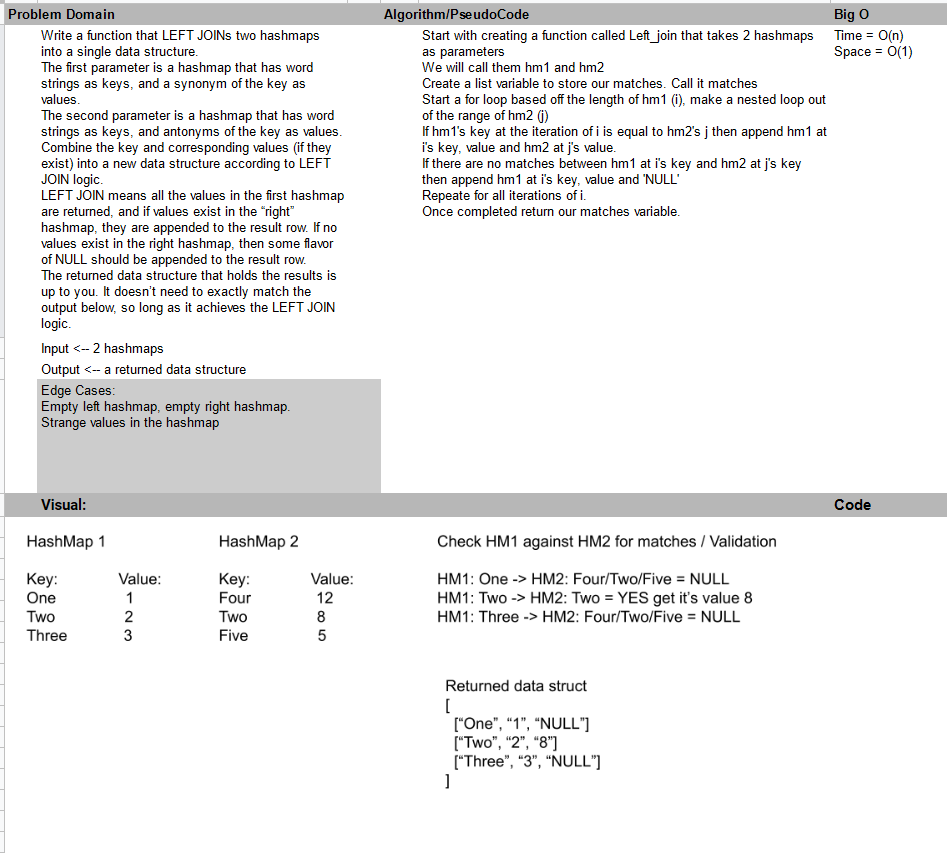 Problem Domain
Algorithm/PseudoCode
Big O
Write a function that LEFT JOINs two hashmaps
into a single data structure.
The first parameter is a hashmap that has word
strings as keys, and a synonym of the key as
values.
The second parameter is a hashmap that has word
strings as keys, and antonyms of the key as values.
Combine the key and corresponding values (if they
exist) into a new data structure according to LEFT
JOIN logic.
LEFT JOIN means all the values in the first hashmap
are returned, and if values exist in the “right”
hashmap, they are appended to the result row. If no
values exist in the right hashmap, then some flavor
of NULL should be appended to the result row.
The returned data structure that holds the results is
up to you. It doesn’t need to exactly match the
output below, so long as it achieves the LEFT JOIN
logic.
Input <-- 2 hashmaps
Output <-- a returned data structure
Edge Cases:
Empty left hashmap, empty right hashmap.
Strange values in the hashmap
Start with creating a function called Left_join that takes 2 hashmaps
as parameters
We will call them hm1 and hm2
Create a list variable to store our matches. Call it matches
Start a for loop based off the length of hm1 (i), make a nested loop out
of the range of hm2 (j)
If hm1's key at the iteration of i is equal to hm2's j then append hm1 at
i's key, value and hm2 at j's value.
If there are no matches between hm1 at i's key and hm2 at j's key
then append hm1 at i's key, value and 'NULL'
Repeat for all iterations of i.
Once completed return our matches variable.
Time = O(n)
Space = O(1)
Visual:
Code
HashMap 1
HashMap 2
Key: Value:
One 1
Two 2
Three 3
Key: Value:
Four 12
Two 8
Five 5
Check HM1 against HM2 for matches / Validation
HM1: One -> HM2: Four/Two/Five = NULL
HM1: Two -> HM2: Two = YES get it’s value 8
HM1: Three -> HM2: Four/Two/Five = NULL
Returned data struct
[
[“One”, “1”, “NULL”]
[“Two”, “2”, “8”]
[“Three”, “3”, “NULL”]
]